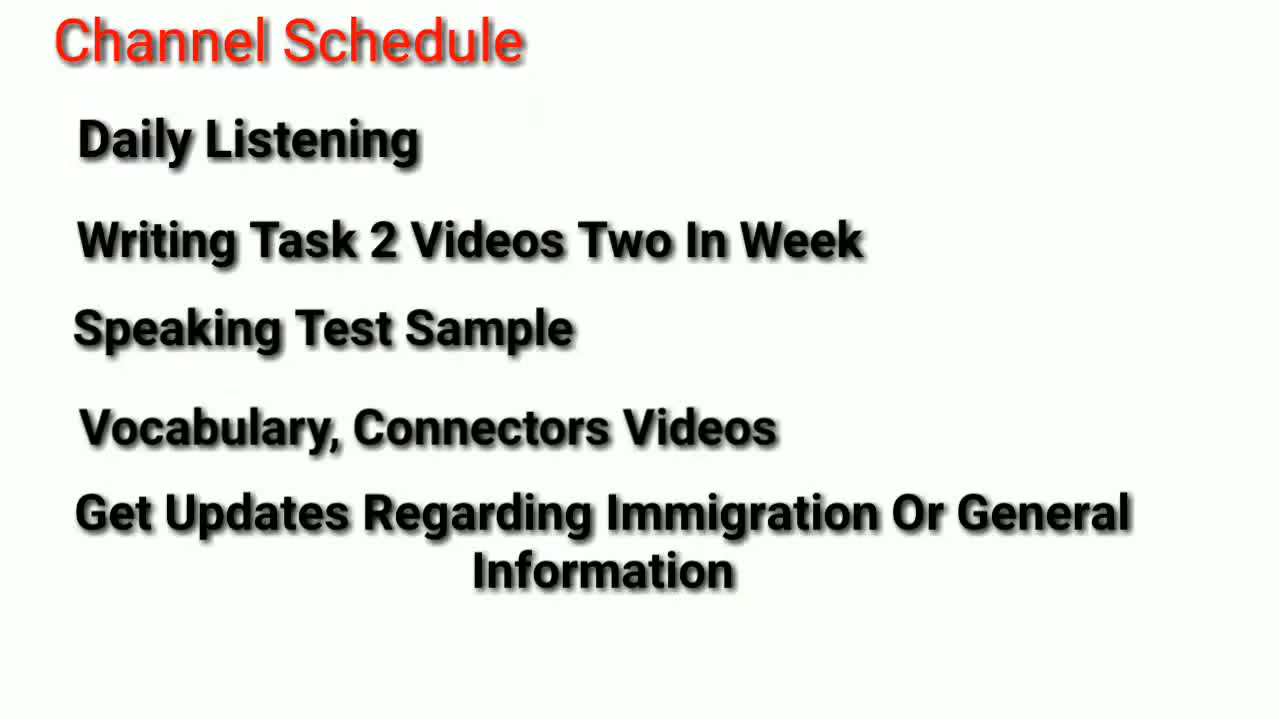 Channel Schedule
Daily Listening
Writing Task 2 Videos Two In Week
Speaking Test Sample
Vocabulary, Connectors Videos
Get Updates Regarding Immigration Or General
Information